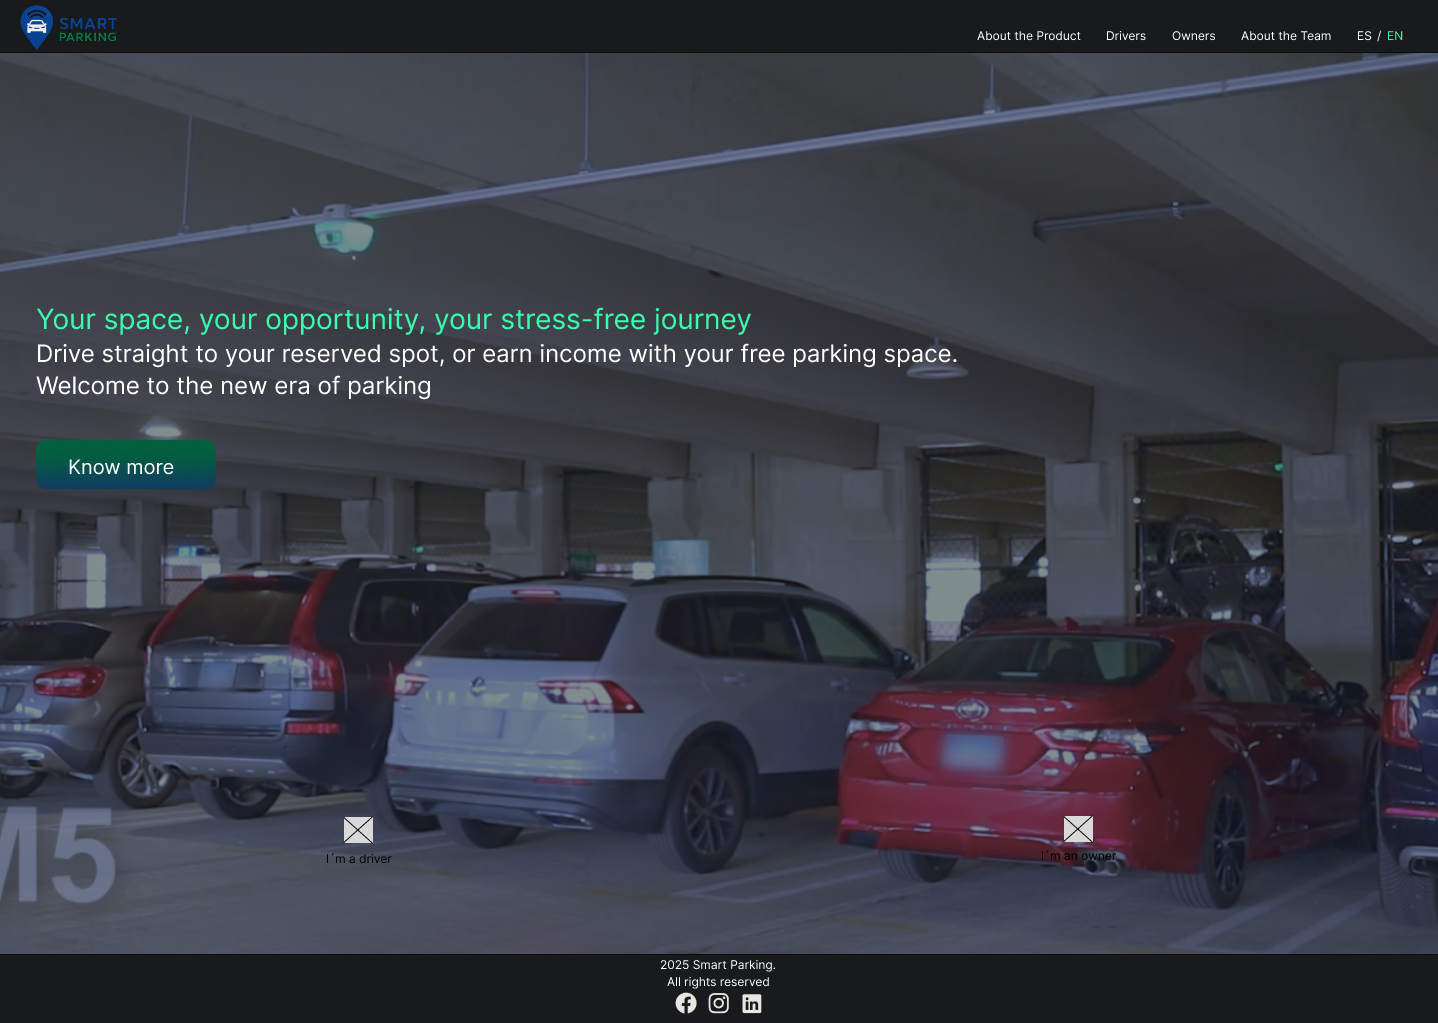 SMART
PARKING
About the Product
Drivers
Owners
About the Team
ES / EN
Your space, your opportunity, your stress-free journey
Drive straight to your reserved spot, or earn income with your free parking space.
Welcome to the new era of parking
Know more
M5
I´m a driver
I´m an owner
2025 Smart Parking.
All rights reserved